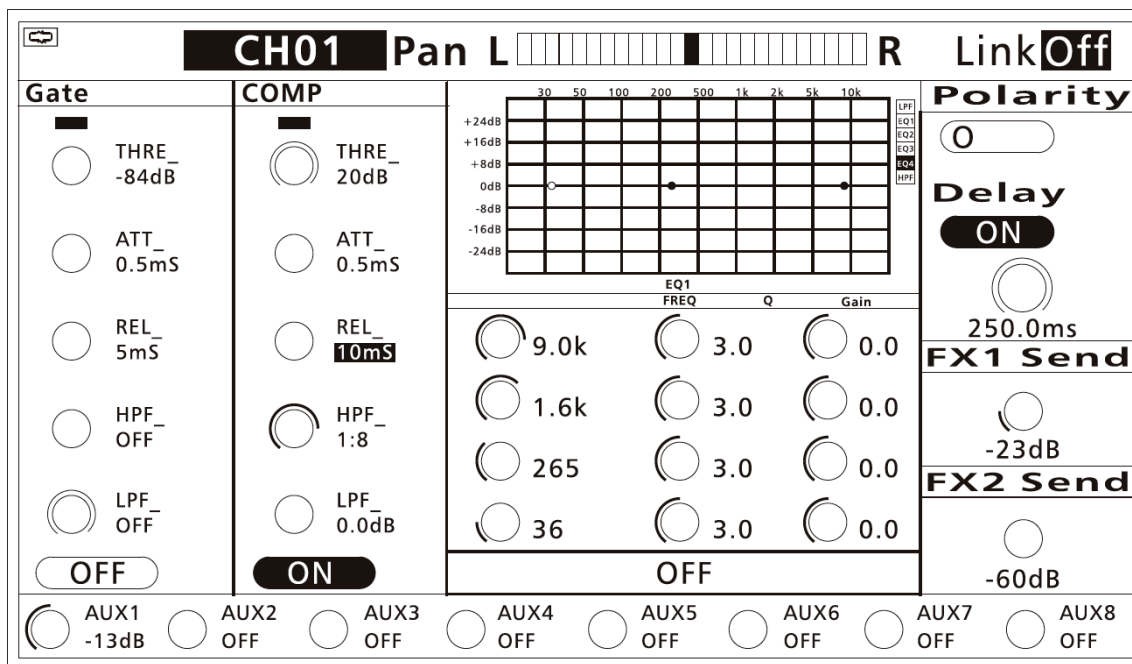 CH01 Pan L R Link Off
Gate
THRE_
-84dB
ATT_
0.5mS
REL_
5mS
HPF_
OFF
LPF_
OFF
OFF
COMP
THRE_
20dB
ATT_
0.5mS
REL_
10mS
HPF_
1:8
LPF_
0.0dB
ON
30 50 100 200 500 1k 2k 5k 10k
+24dB
+16dB
+8dB
0dB
-8dB
-16dB
-24dB
LPF
EQ1
EQ2
EQ3
EQ4
HPF
EQ1
FREQ Q Gain
9.0k 3.0 0.0
1.6k 3.0 0.0
265 3.0 0.0
36 3.0 0.0
OFF
Polarity
O
Delay
ON
250.0ms
FX1 Send
-23dB
FX2 Send
-60dB
AUX1
-13dB
AUX2
OFF
AUX3
OFF
AUX4
OFF
AUX5
OFF
AUX6
OFF
AUX7
OFF
AUX8
OFF